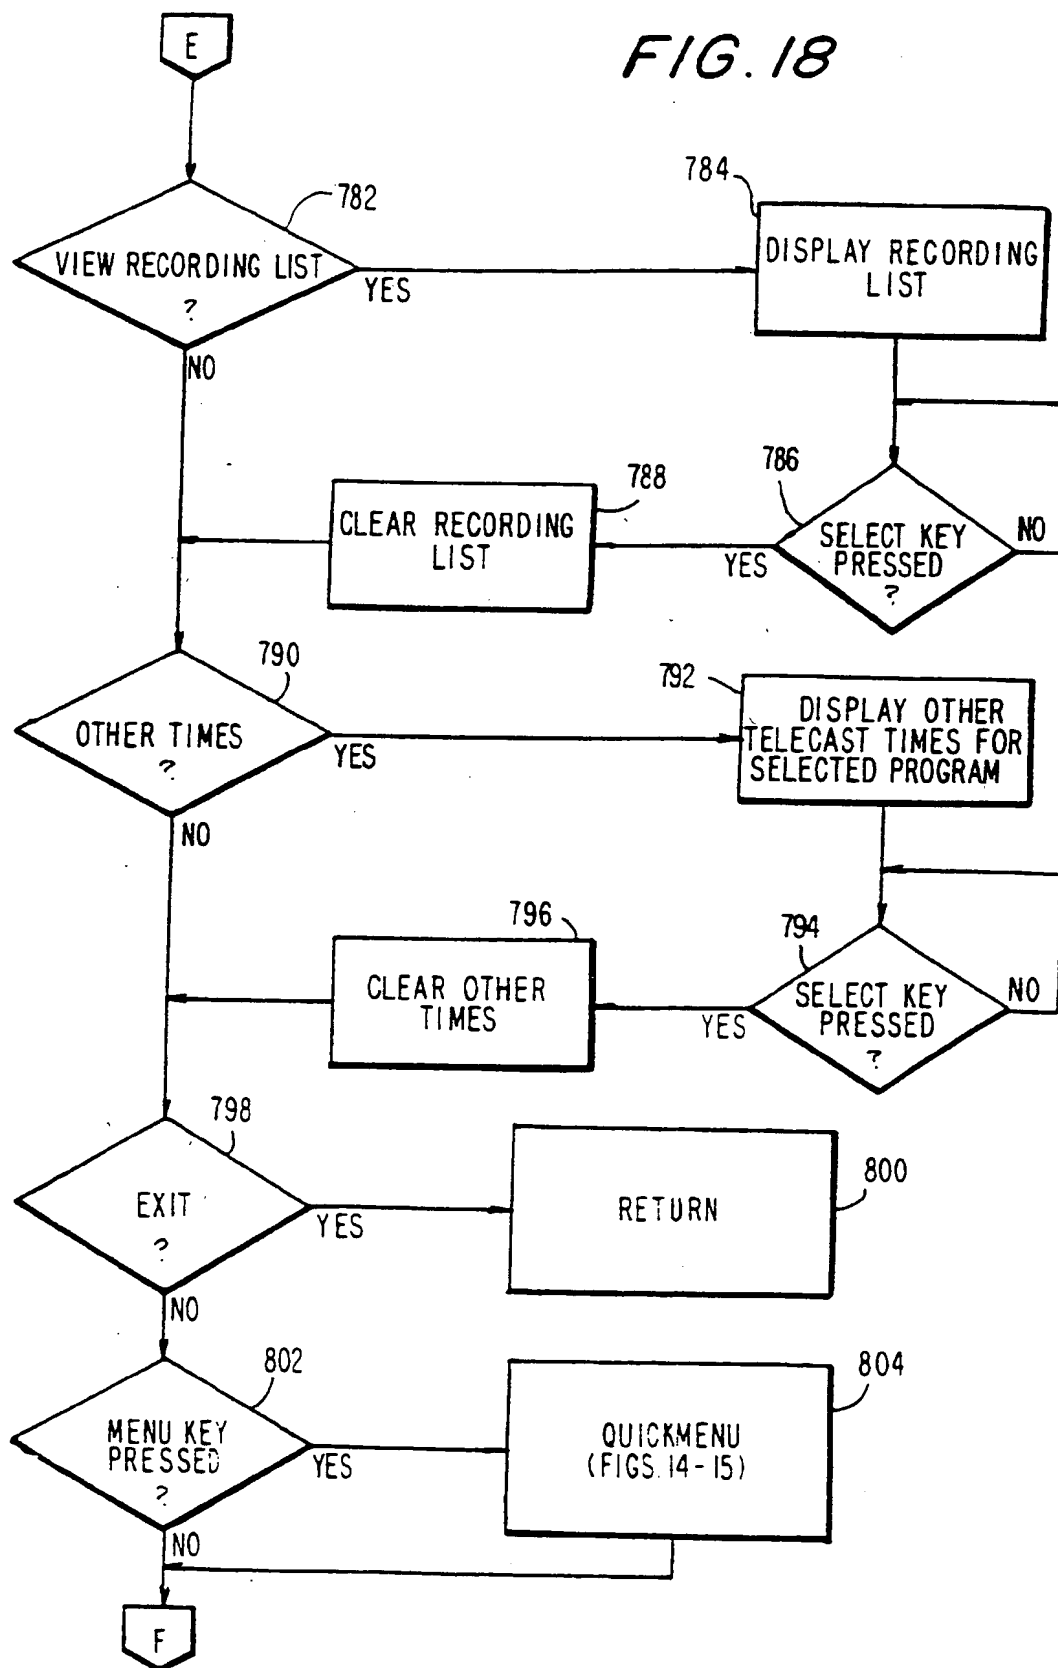 E
FIG. 18
782
784
VIEW RECORDING LIST
?
YES
NO
DISPLAY RECORDING
LIST
786
788
SELECT KEY
PRESSED
?
NO
YES
CLEAR RECORDING
LIST
790
792
OTHER TIMES
?
YES
NO
DISPLAY OTHER
TELECAST TIMES FOR
SELECTED PROGRAM
794
796
SELECT KEY
PRESSED
?
NO
YES
CLEAR OTHER
TIMES
798
EXIT
?
YES
NO
RETURN
800
802
804
MENU KEY
PRESSED
?
YES
NO
QUICKMENU
(FIGS. 14-15)
F